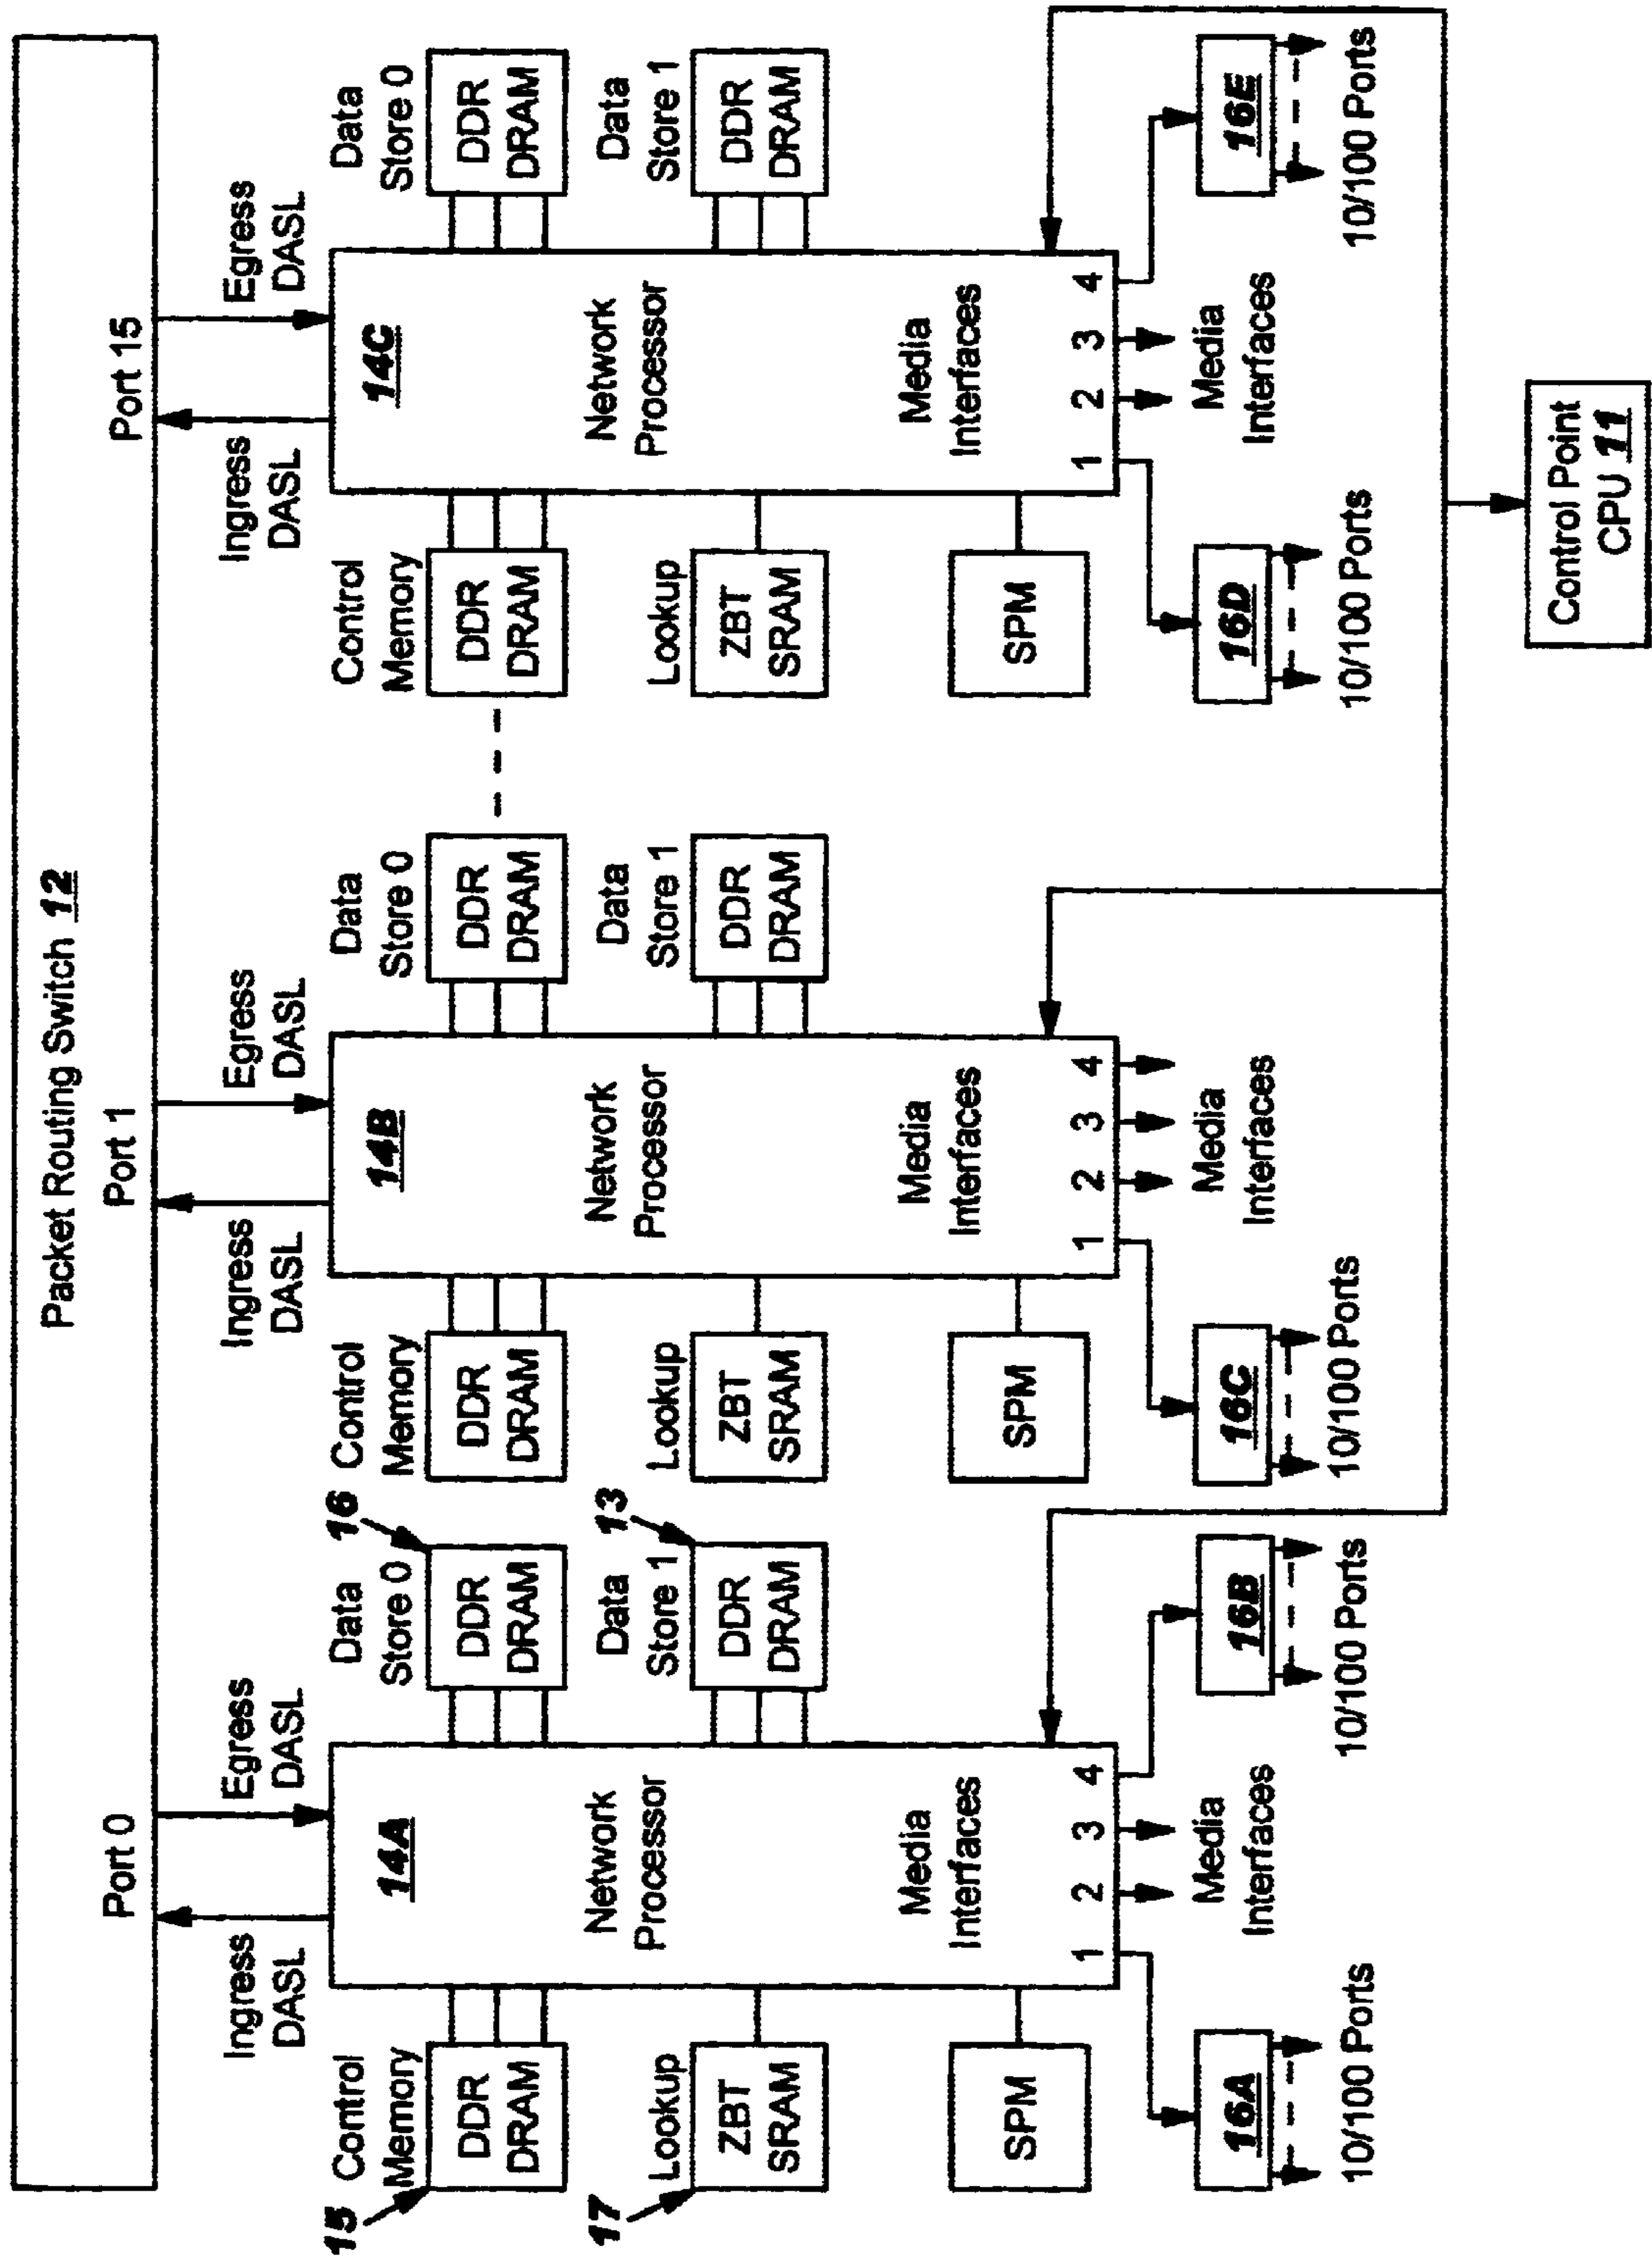 Packet Routing Switch 12
Port 0
Port 1
Port 15
Ingress
DASL
Egress
DASL
Ingress
DASL
Egress
DASL
Ingress
DASL
Egress
DASL
15
Control
Memory
DDR
DRAM
17
Lookup
ZBT
SRAM
SPM
14A
Network
Processor
Media
Interfaces
1 2 3 4
Data
Store 0
16
DDR
DRAM
Data
Store 1
13
DDR
DRAM
16A
10/100 Ports
Media
Interfaces
16B
10/100 Ports
Control
Memory
DDR
DRAM
Lookup
ZBT
SRAM
SPM
14B
Network
Processor
Media
Interfaces
1 2 3 4
Data
Store 0
DDR
DRAM
Data
Store 1
DDR
DRAM
16C
10/100 Ports
Media
Interfaces
Control
Memory
DDR
DRAM
Lookup
ZBT
SRAM
SPM
14C
Network
Processor
Media
Interfaces
1 2 3 4
Data
Store 0
DDR
DRAM
Data
Store 1
DDR
DRAM
16D
10/100 Ports
Media
Interfaces
16E
10/100 Ports
Control Point
CPU 11